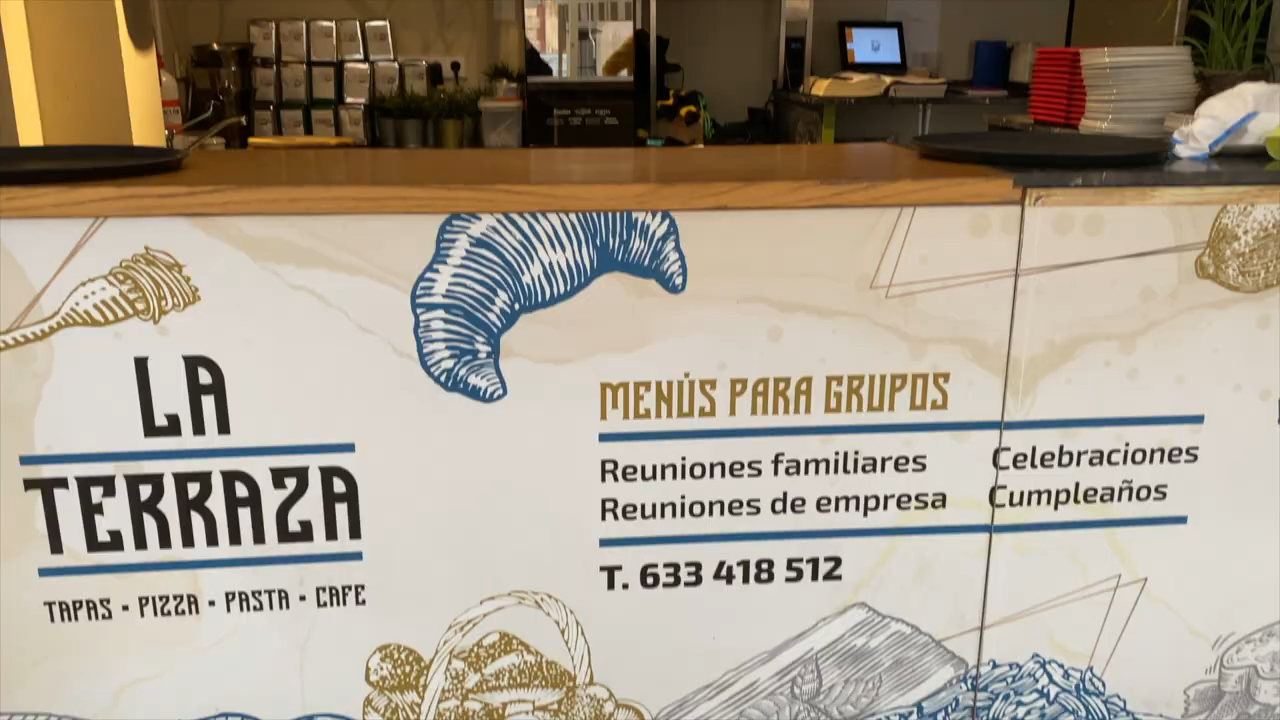 LA
TERRAZA
TAPAS - PIZZA - PASTA - CAFE
MENÚS PARA GRUPOS
Reuniones familiares
Celebraciones
Reuniones de empresa
Cumpleaños
T. 633 418 512